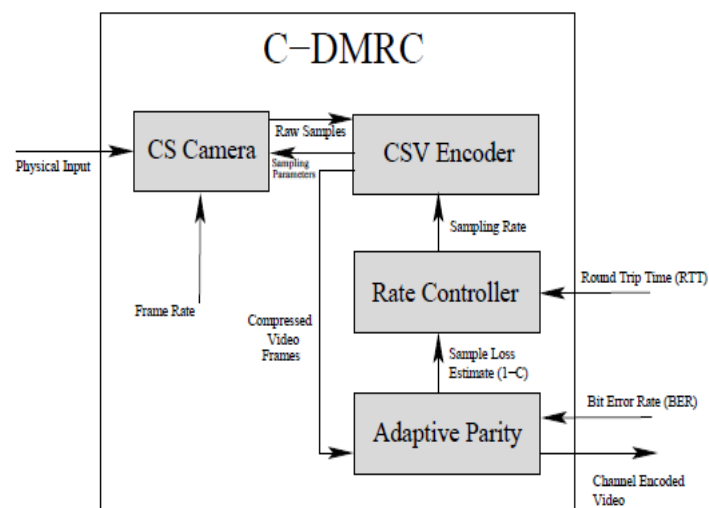 C−DMRC
CS Camera
Raw Samples
Sampling
Parameters
CSV Encoder
Physical Input
Sampling Rate
Frame Rate
Rate Controller
Round Trip Time (RTT)
Compressed
Video
Frames
Sample Loss
Estimate (1−C)
Adaptive Parity
Bit Error Rate (BER)
Channel Encoded
Video